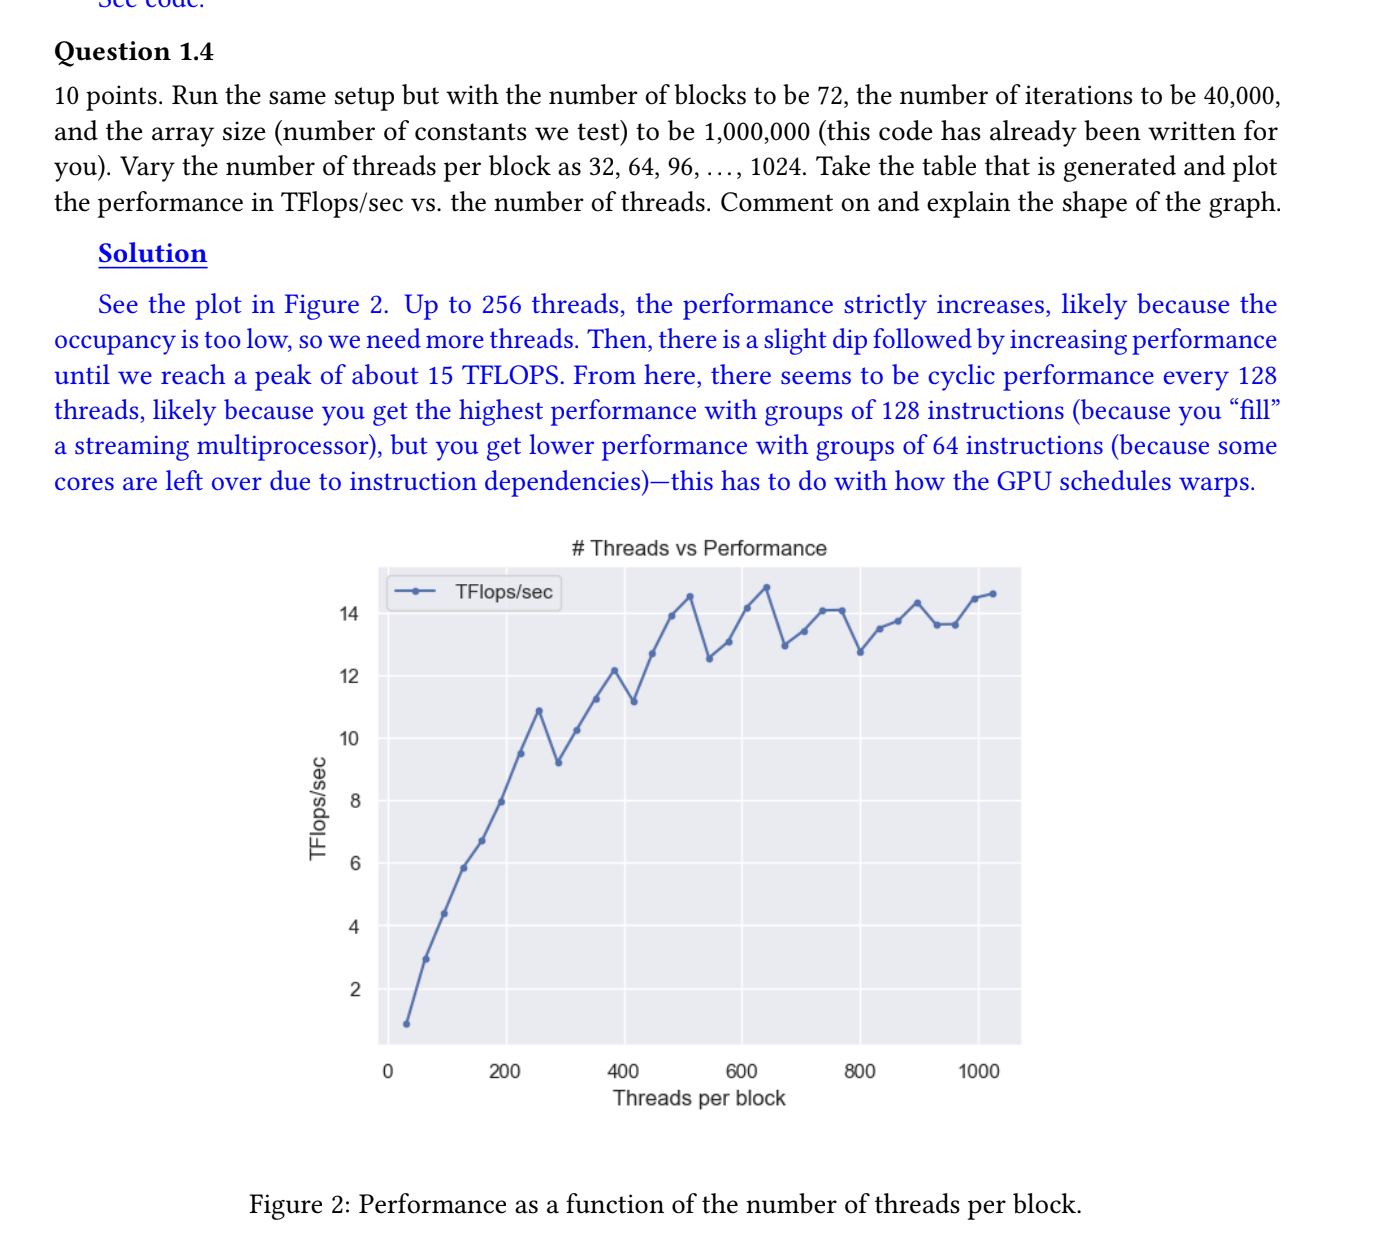 See code.
Question 1.4
10 points. Run the same setup but with the number of blocks to be 72, the number of iterations to be 40,000,
and the array size (number of constants we test) to be 1,000,000 (this code has already been written for
you). Vary the number of threads per block as 32, 64, 96, . . . , 1024. Take the table that is generated and plot
the performance in TFlops/sec vs. the number of threads. Comment on and explain the shape of the graph.
Solution
See the plot in Figure 2. Up to 256 threads, the performance strictly increases, likely because the
occupancy is too low, so we need more threads. Then, there is a slight dip followed by increasing performance
until we reach a peak of about 15 TFLOPS. From here, there seems to be cyclic performance every 128
threads, likely because you get the highest performance with groups of 128 instructions (because you “fill”
a streaming multiprocessor), but you get lower performance with groups of 64 instructions (because some
cores are left over due to instruction dependencies)—this has to do with how the GPU schedules warps.
# Threads vs Performance
TFlops/sec
14
12
10
8
6
4
2
TFlops/sec
0 200 400 600 800 1000
Threads per block
Figure 2: Performance as a function of the number of threads per block.